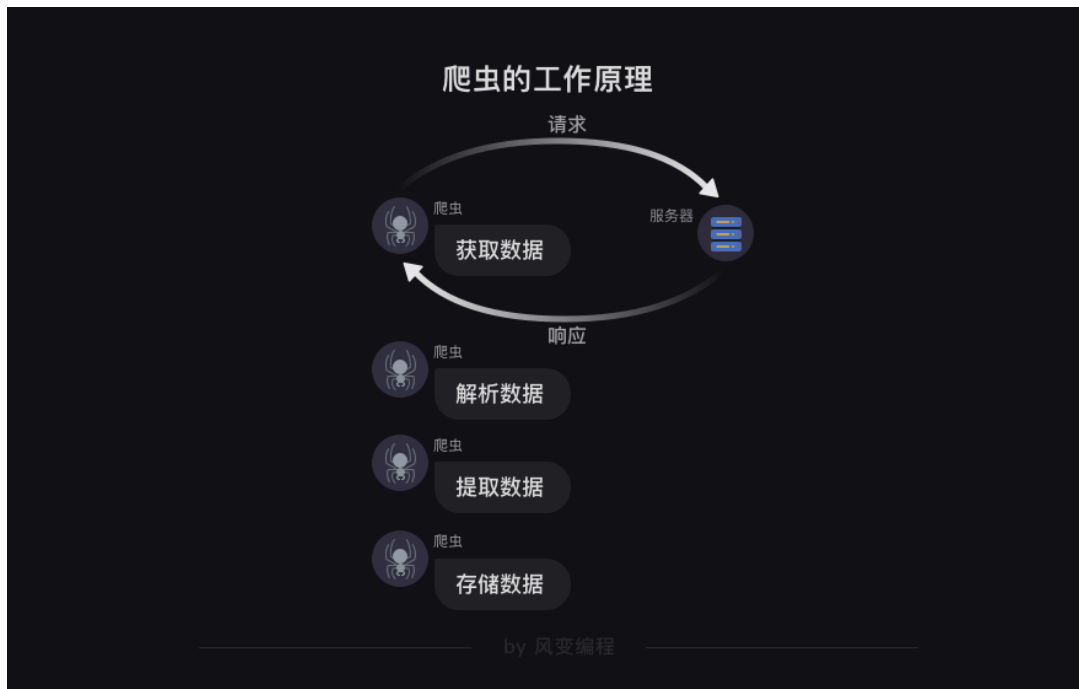 爬虫的工作原理
请求
爬虫
服务器
获取数据
响应
爬虫
解析数据
爬虫
提取数据
爬虫
存储数据
by 风变编程